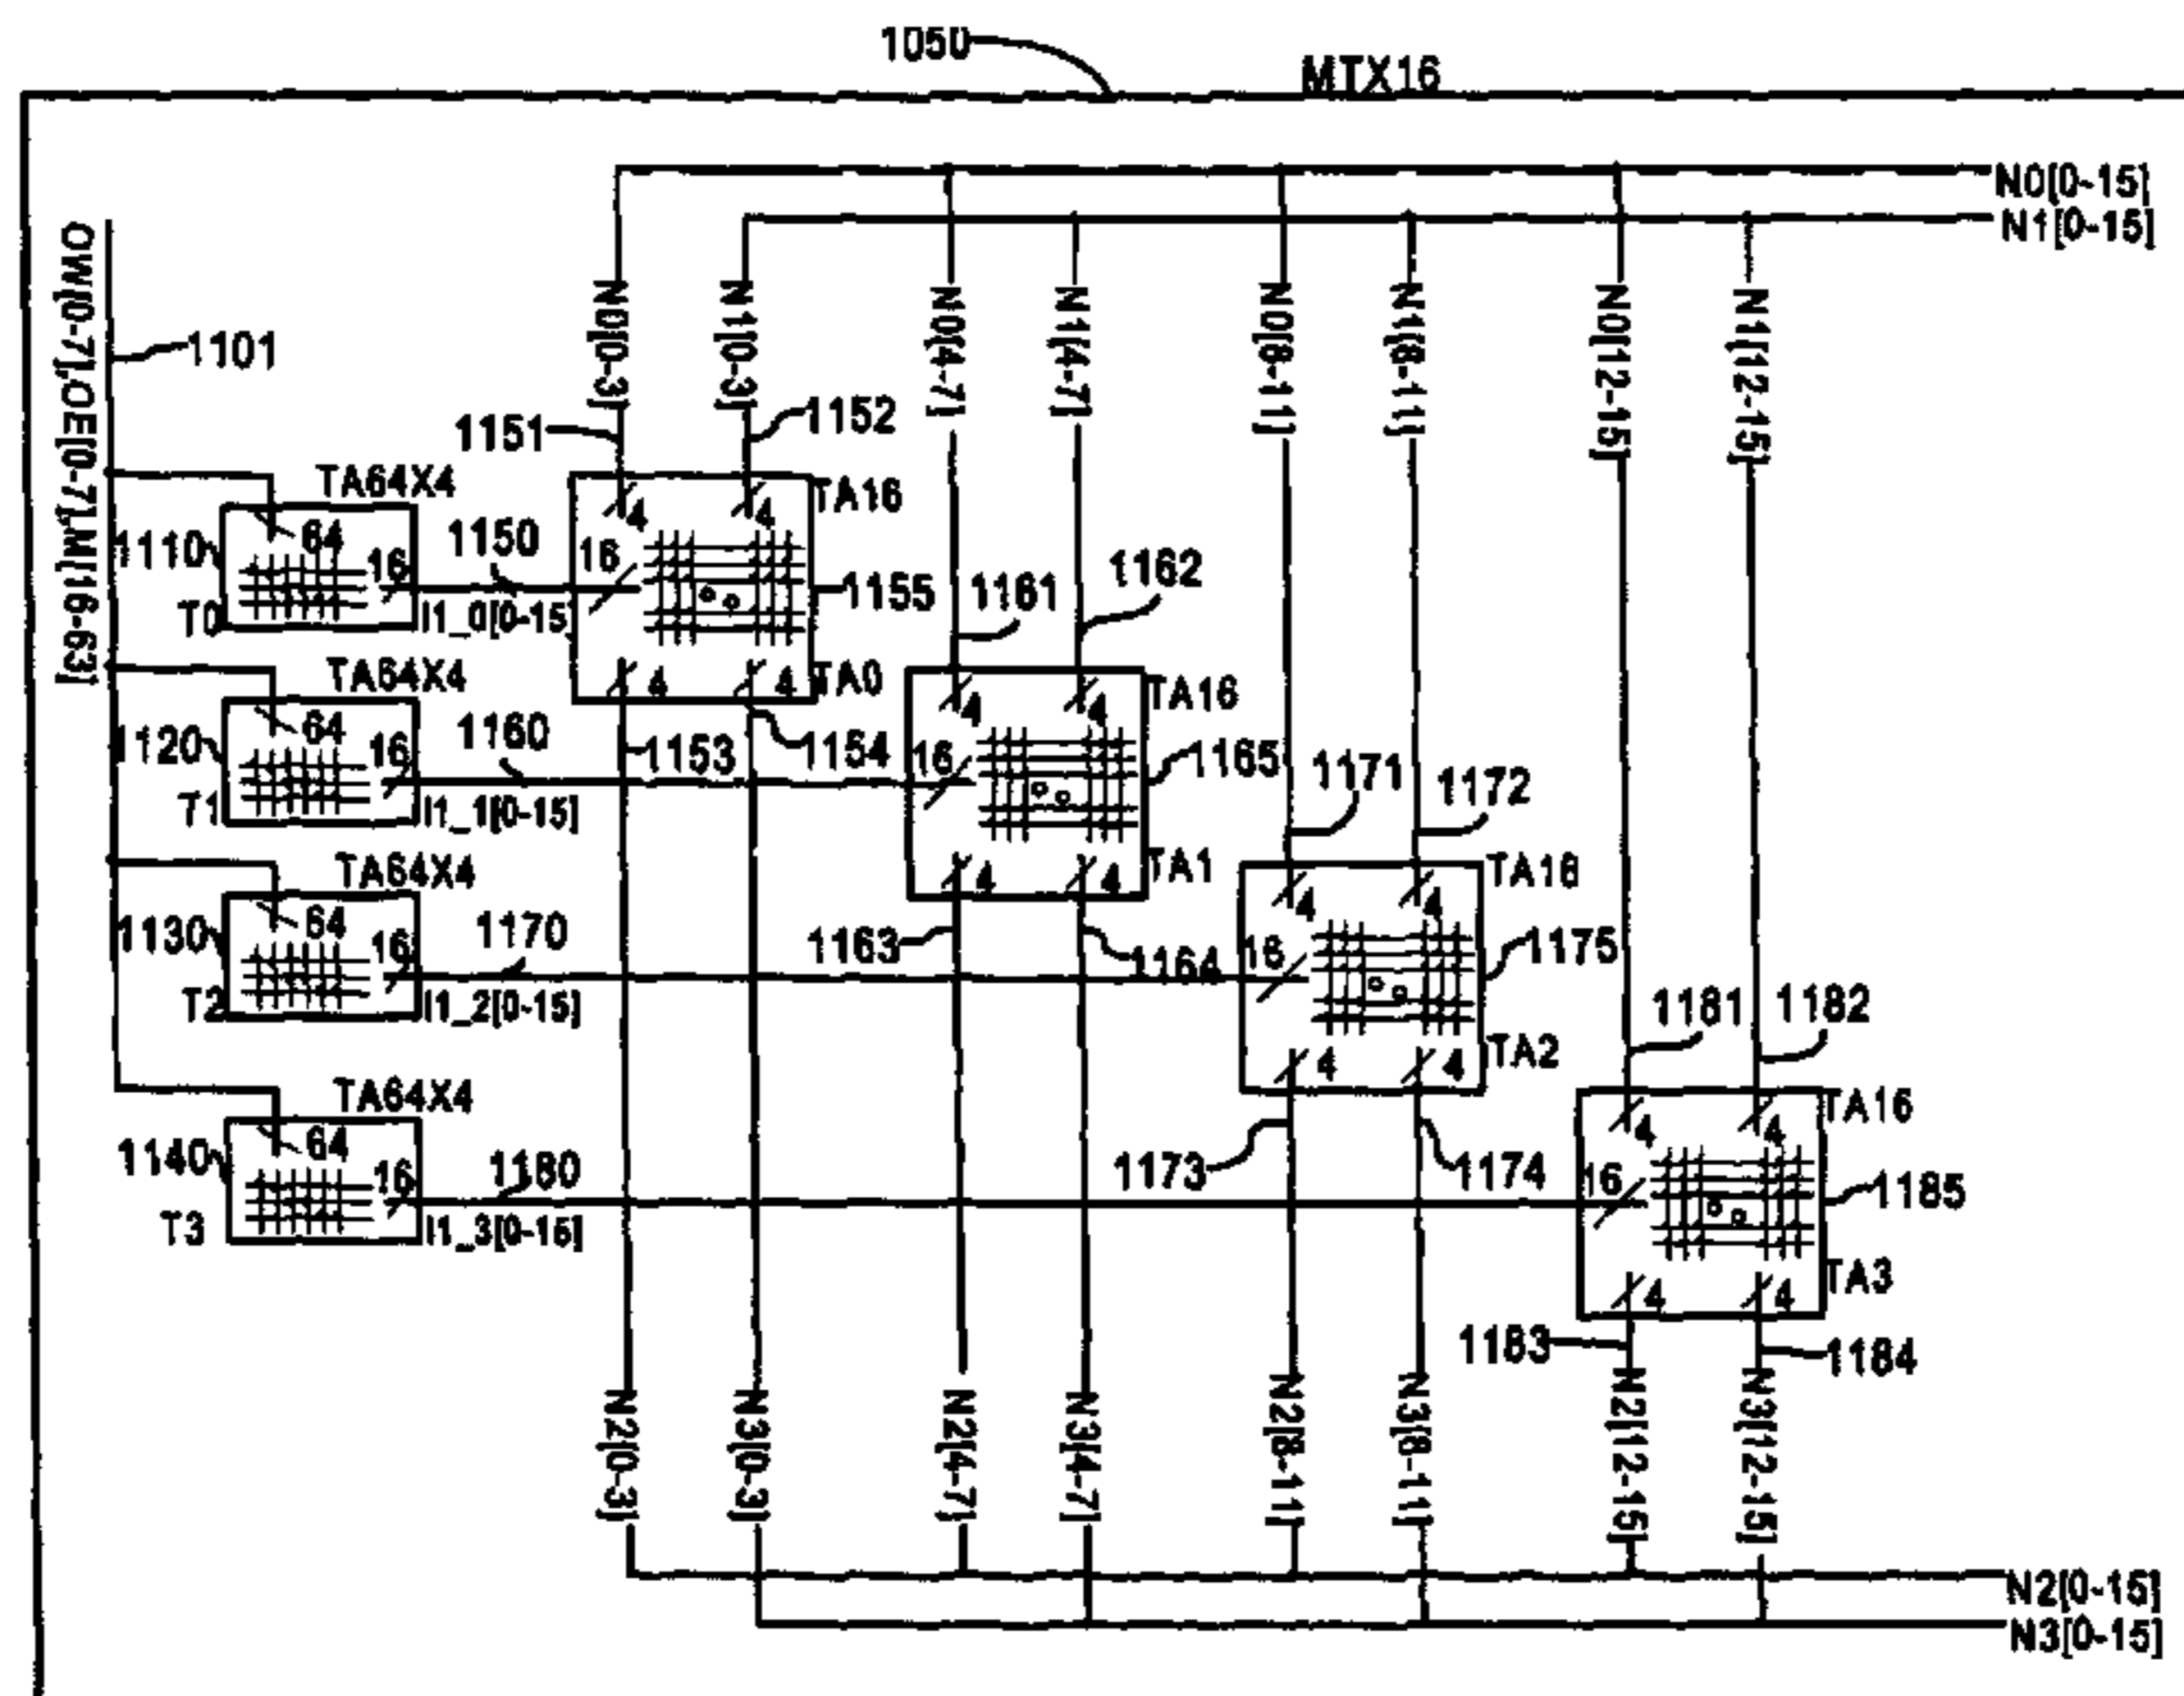 1050
MTX16
N0[0-15]
N1[0-15]
OW[0-7],OE[0-7],M[16-63]
1101
N0[0-3]
N1[0-3]
N0[4-7]
N1[4-7]
N0[8-11]
N1[8-11]
N0[12-15]
N1[12-15]
1151
1152
TA64X4
64
1110
16
T0
1150
I1_0[0-15]
TA16
4
4
16
1155
4
4
TA0
1161
1162
TA64X4
64
1120
16
T1
1160
I1_1[0-15]
1153
1154
TA16
4
4
16
1165
4
4
TA1
1171
1172
TA64X4
64
1130
16
T2
1170
I1_2[0-15]
1163
1164
TA16
4
4
16
1175
4
4
TA2
1181
1182
TA64X4
64
1140
16
T3
1180
I1_3[0-15]
1173
1174
TA16
4
4
16
1185
4
4
TA3
1183
1184
N2[0-3]
N3[0-3]
N2[4-7]
N3[4-7]
N2[8-11]
N3[8-11]
N2[12-15]
N3[12-15]
N2[0-15]
N3[0-15]